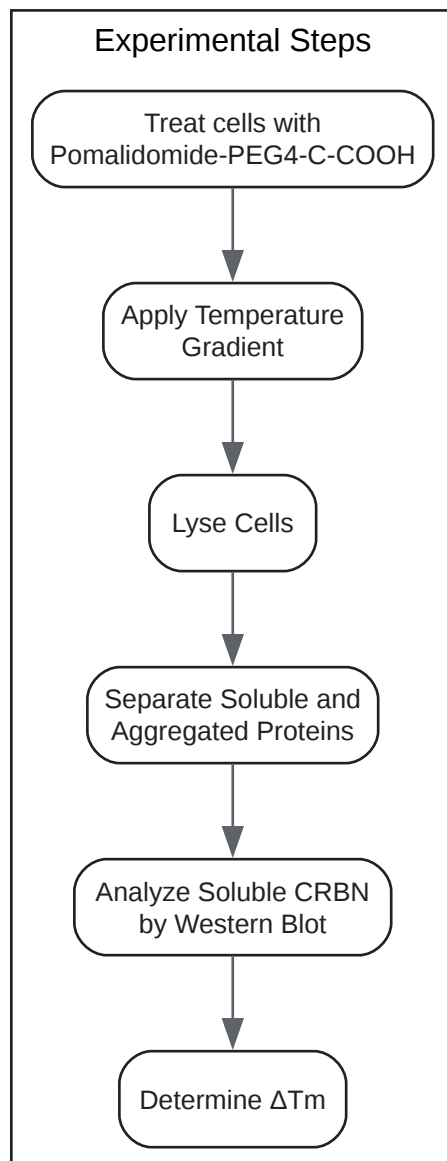 Experimental Steps
Treat cells with
Pomalidomide-PEG4-C-COOH
Apply Temperature
Gradient
Lyse Cells
Separate Soluble and
Aggregated Proteins
Analyze Soluble CRBN
by Western Blot
Determine ΔTm